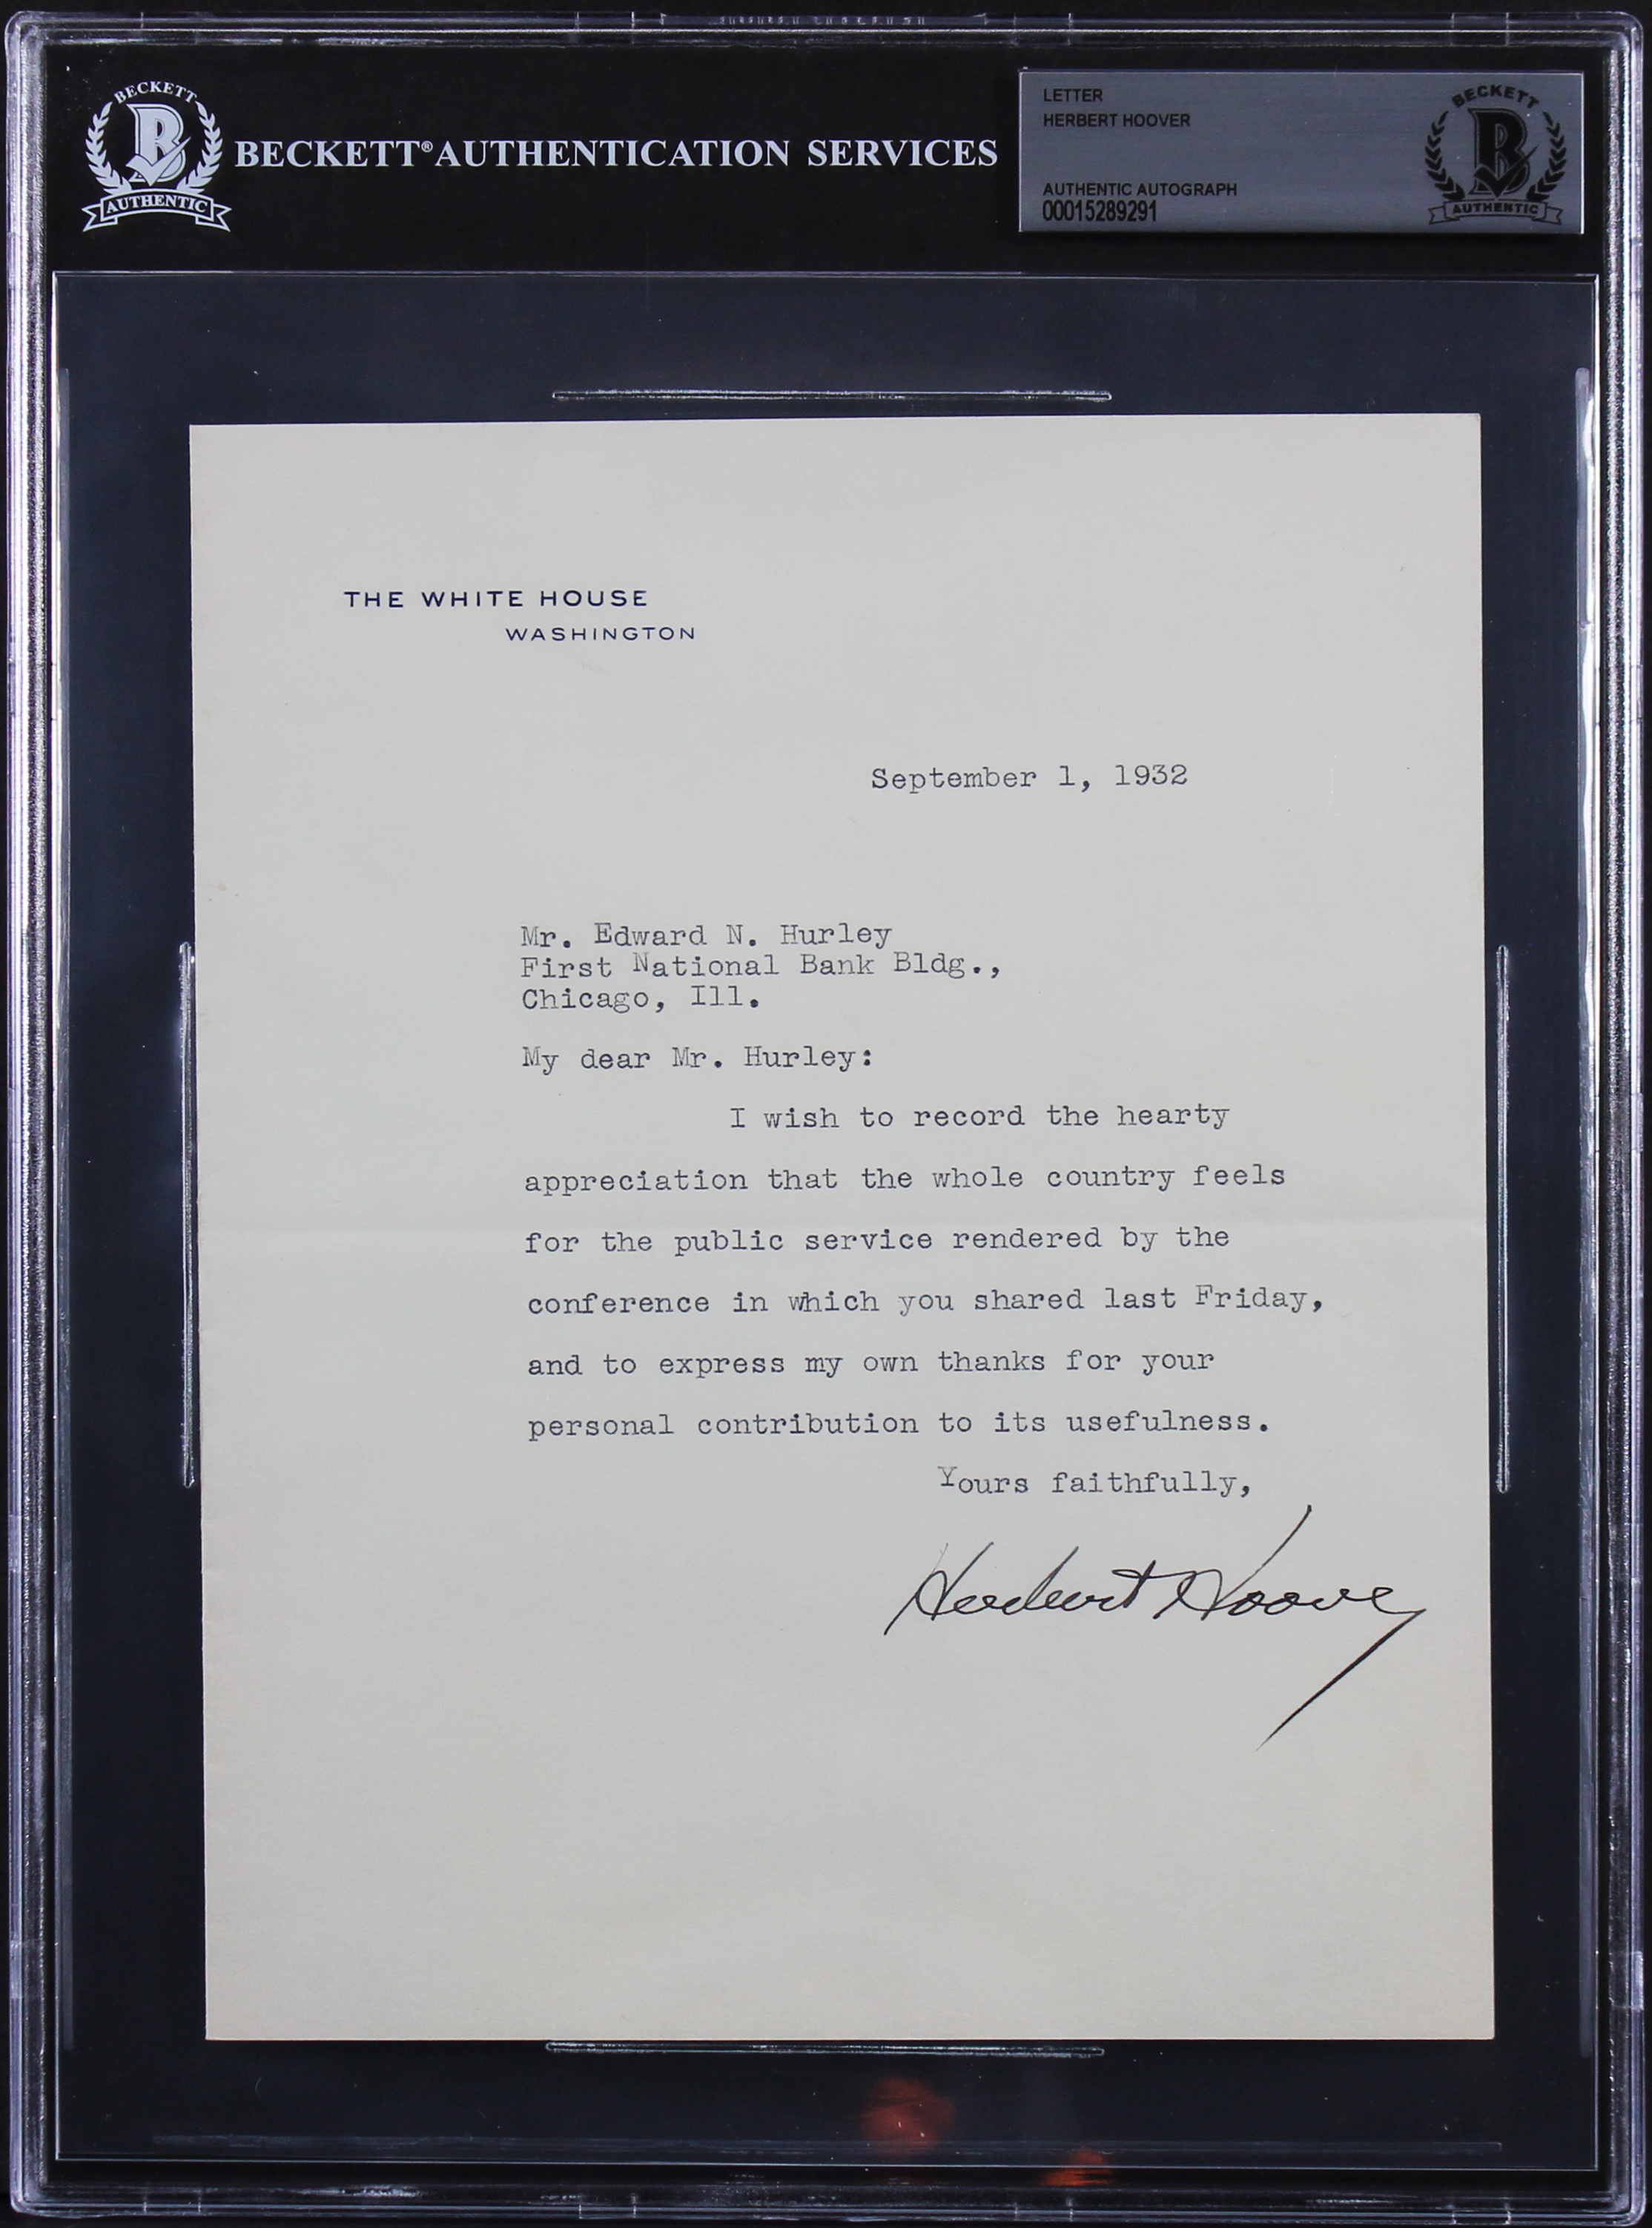 BECKETT
B
AUTHENTIC
BECKETT® AUTHENTICATION SERVICES
LETTER
HERBERT HOOVER
AUTHENTIC AUTOGRAPH
00015289291
BECKETT
B
AUTHENTIC
THE WHITE HOUSE
WASHINGTON
September 1, 1932
Mr. Edward N. Hurley
First National Bank Bldg.,
Chicago, Ill.
My dear Mr. Hurley:
I wish to record the hearty
appreciation that the whole country feels
for the public service rendered by the
conference in which you shared last Friday,
and to express my own thanks for your
personal contribution to its usefulness.
Yours faithfully,
Herbert Hoover